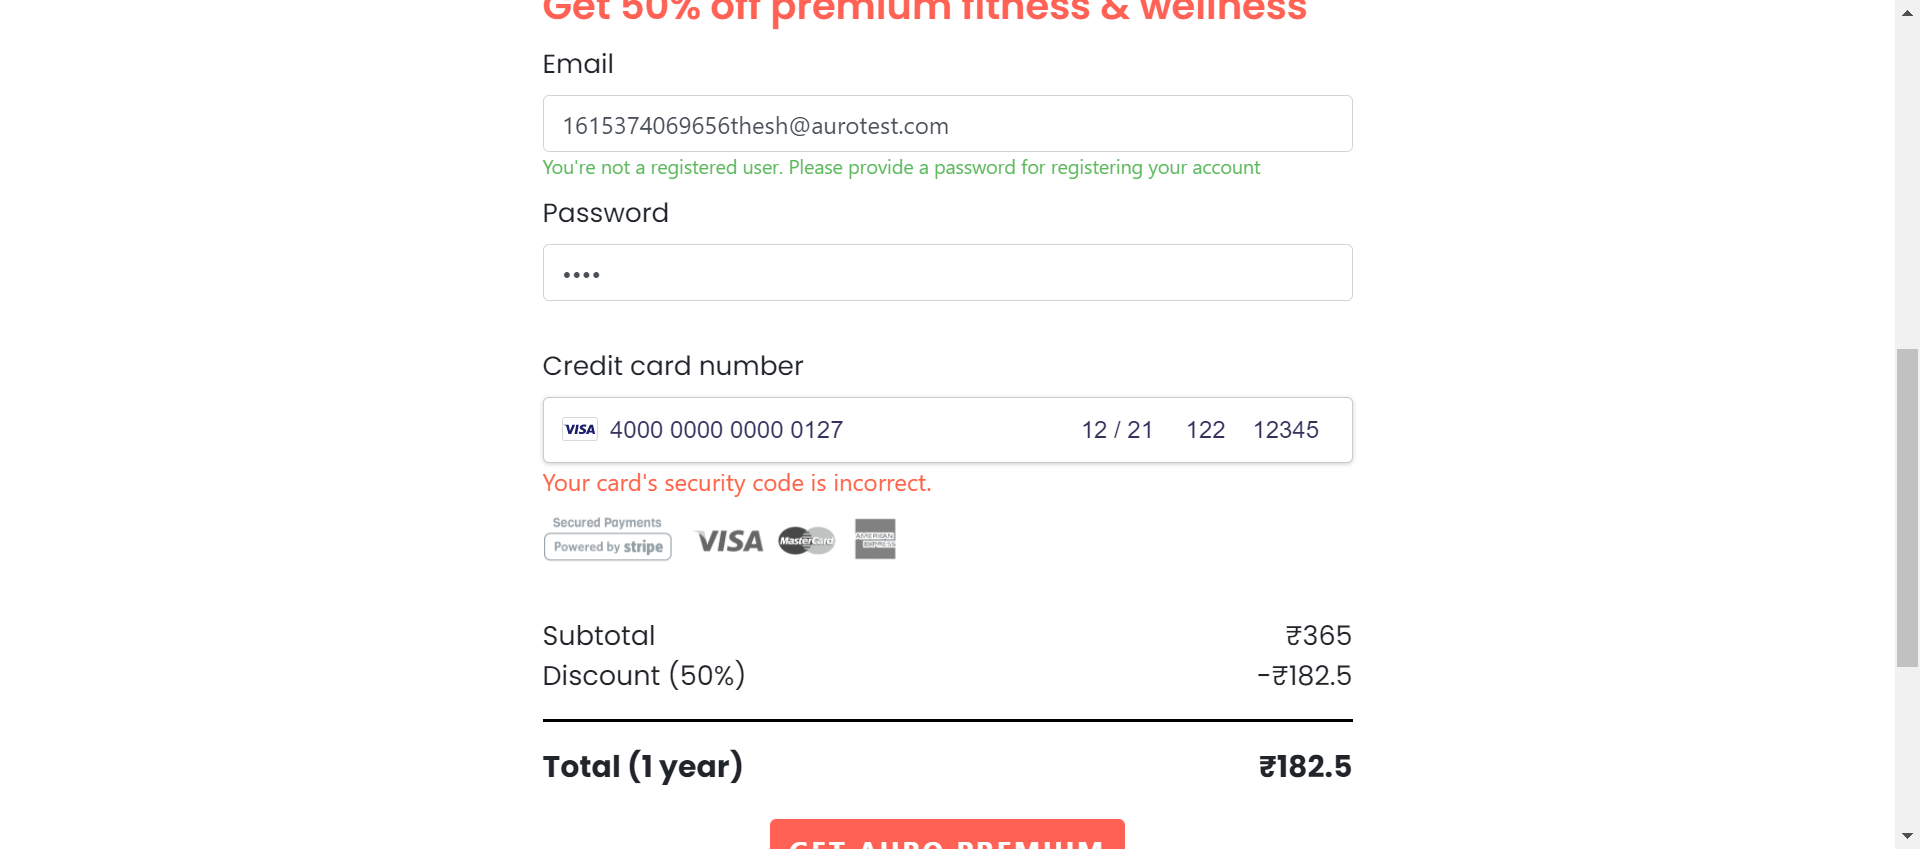 Get 50% off premium fitness & wellness
Email
1615374069656thesh@aurotest.com
You're not a registered user. Please provide a password for registering your account
Password
••••
Credit card number
VISA 4000 0000 0000 0127 12 / 21 122 12345
Your card's security code is incorrect.
Secured Payments
Powered by stripe VISA MasterCard AMERICAN EXPRESS
Subtotal ₹365
Discount (50%) -₹182.5
Total (1 year) ₹182.5
GET AURO PREMIUM